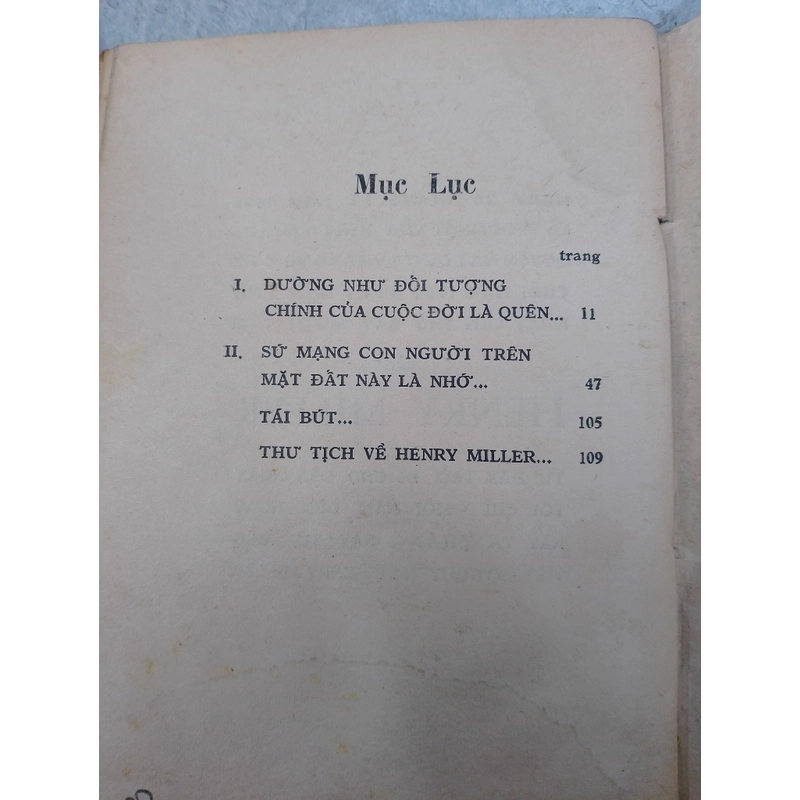 Mục Lục
trang
I. DƯỜNG NHƯ ĐỐI TƯỢNG
CHÍNH CỦA CUỘC ĐỜI LÀ QUÊN... 11
II. SỨ MẠNG CON NGƯỜI TRÊN
MẶT ĐẤT NÀY LÀ NHỚ... 47
TÁI BÚT... 105
THƯ TỊCH VỀ HENRY MILLER... 109